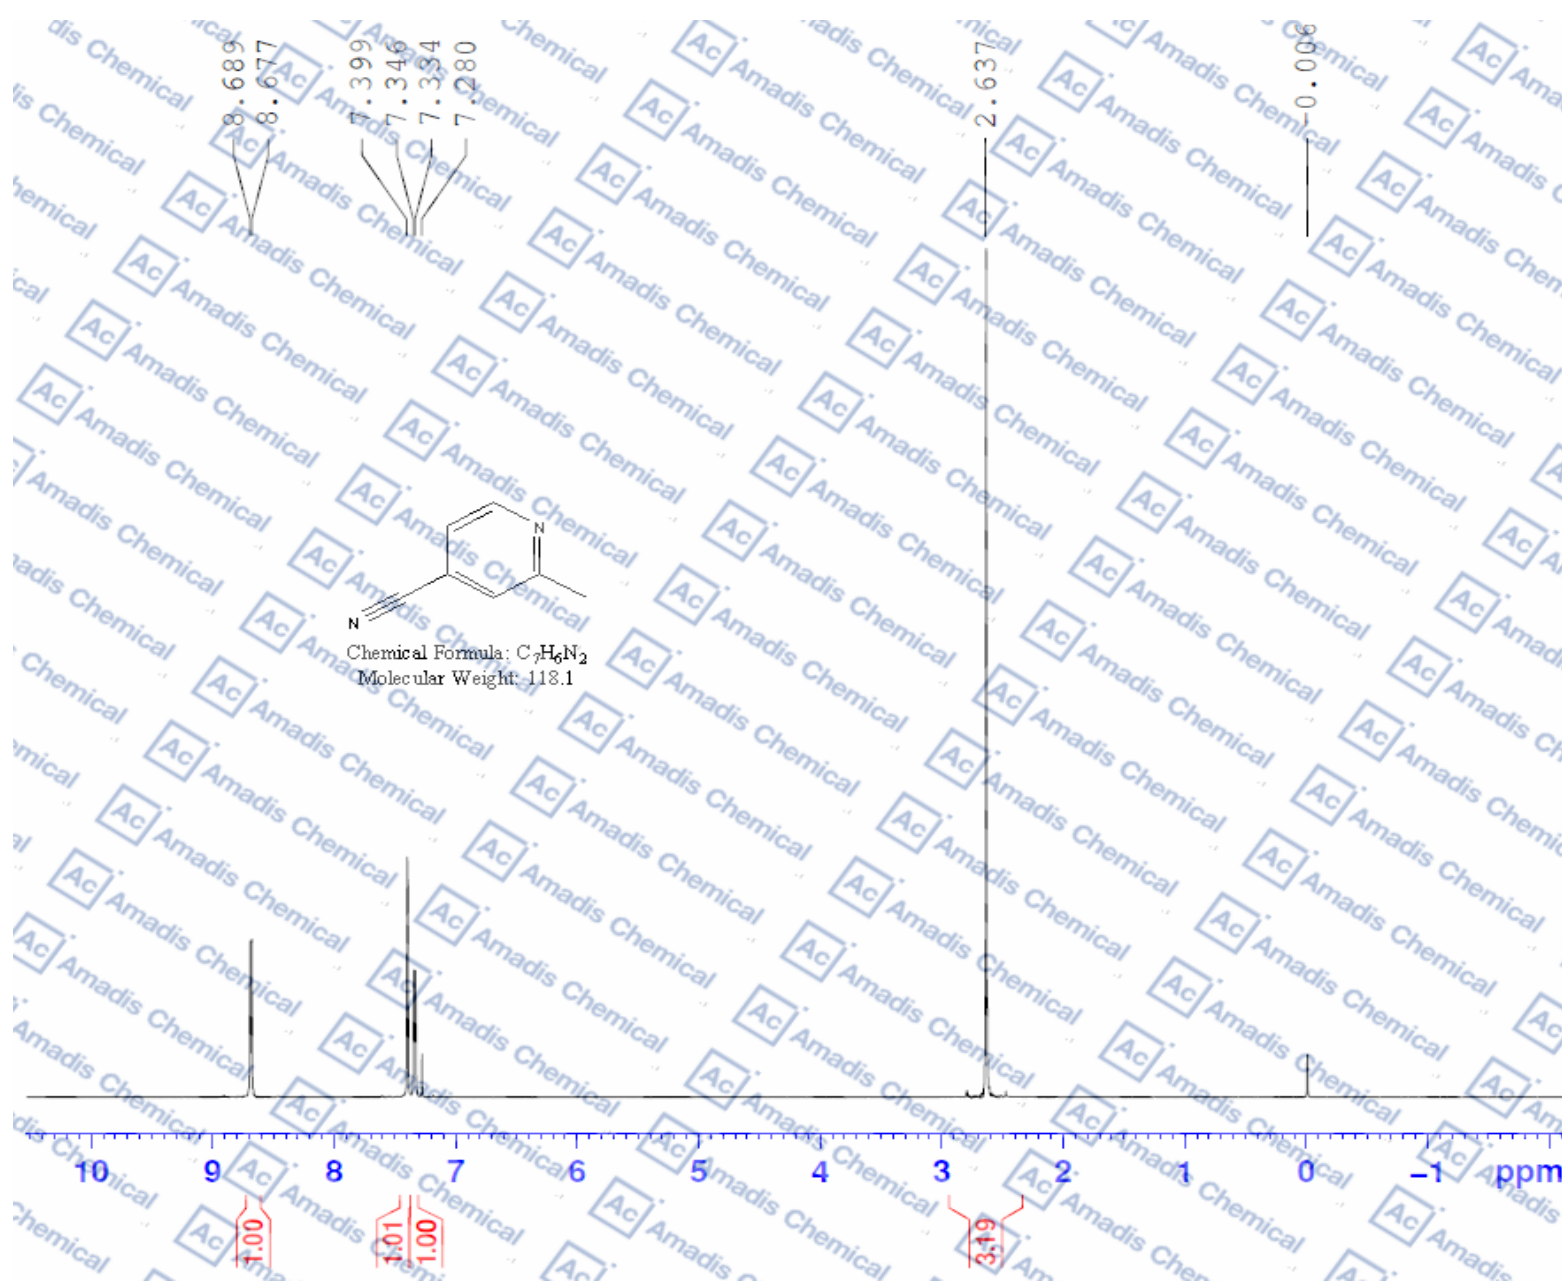 8.689
8.677
7.399
7.346
7.334
7.280
2.637
-0.006
N
N
Chemical Formula: C7H6N2
Molecular Weight: 118.1
10 9 8 7 6 5 4 3 2 1 0 -1 ppm
1.00
1.01
1.00
3.19
Ac Amadis Chemical